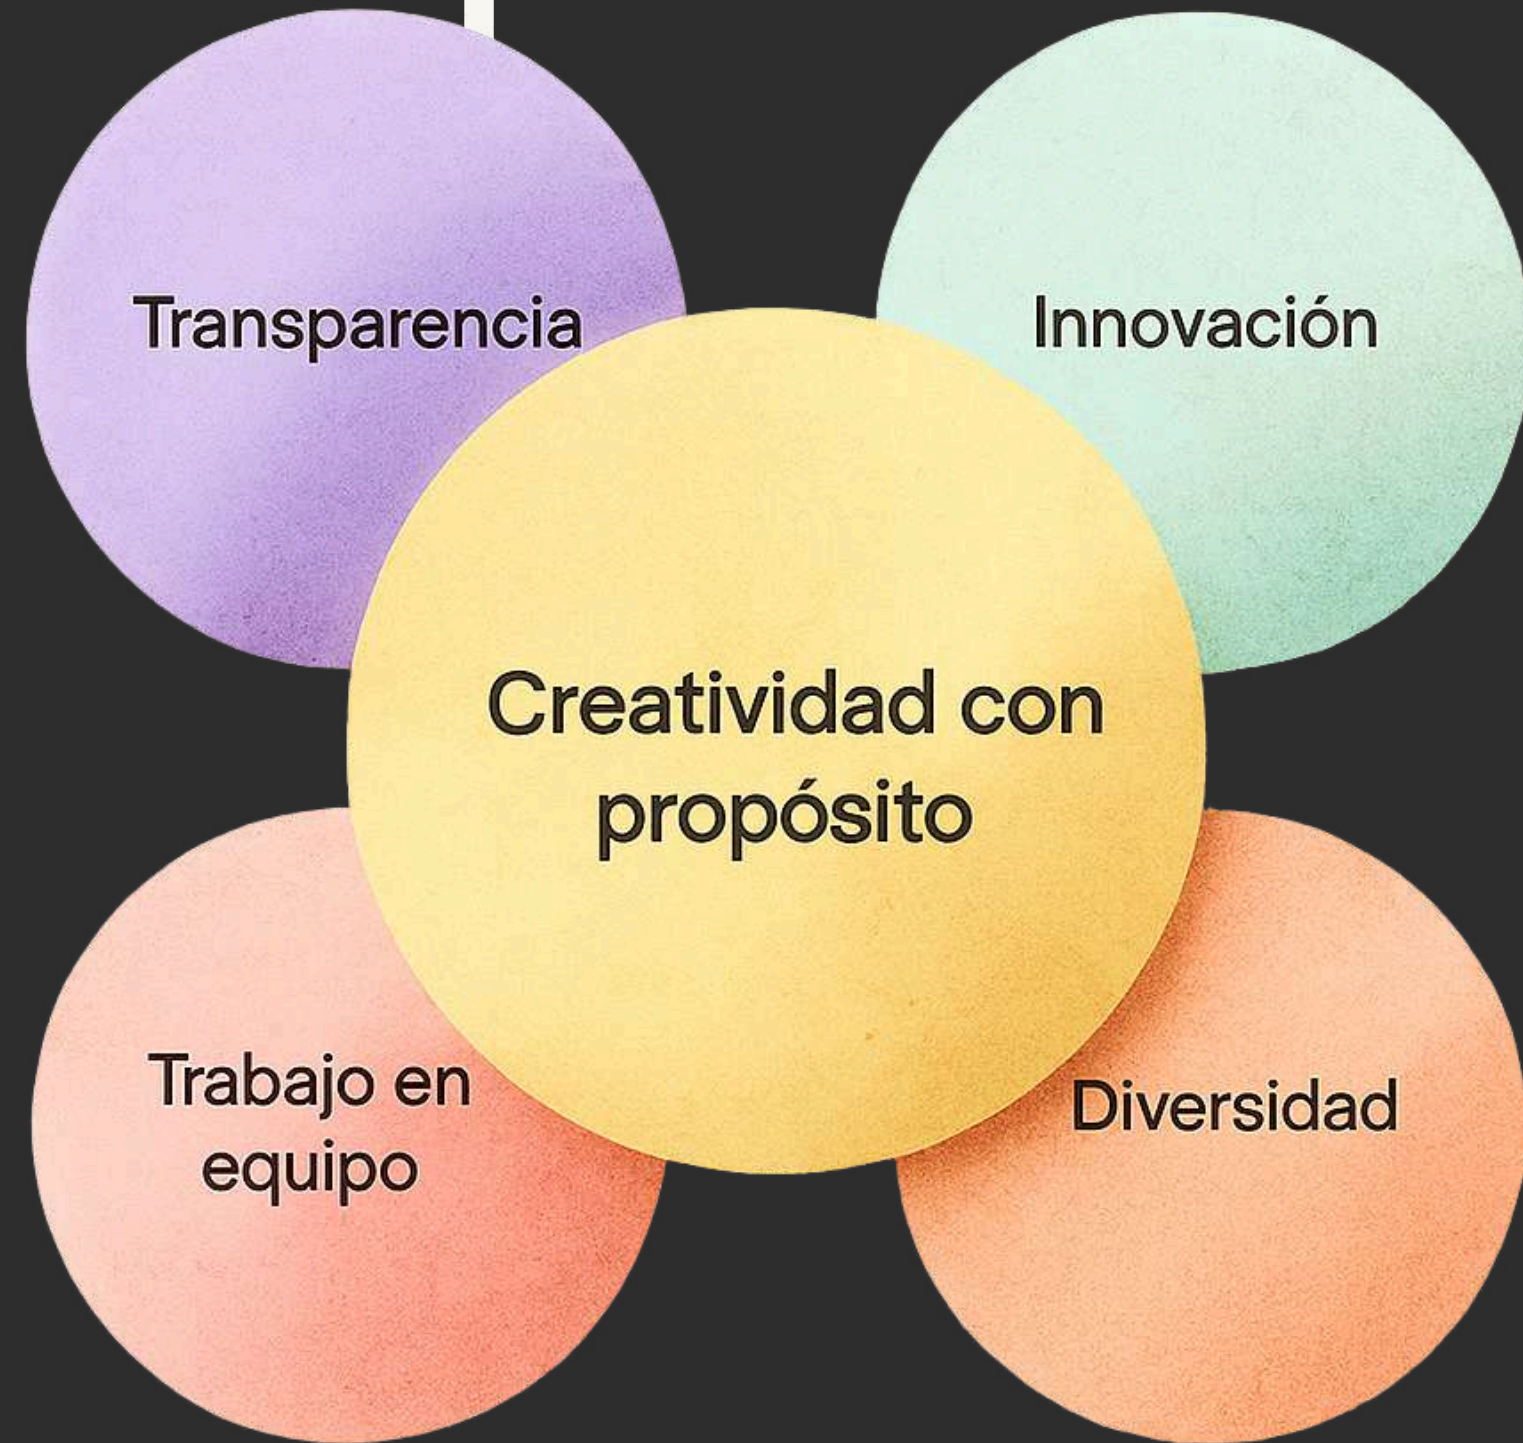 Transparencia
Innovación
Creatividad con
propósito
Trabajo en
equipo
Diversidad